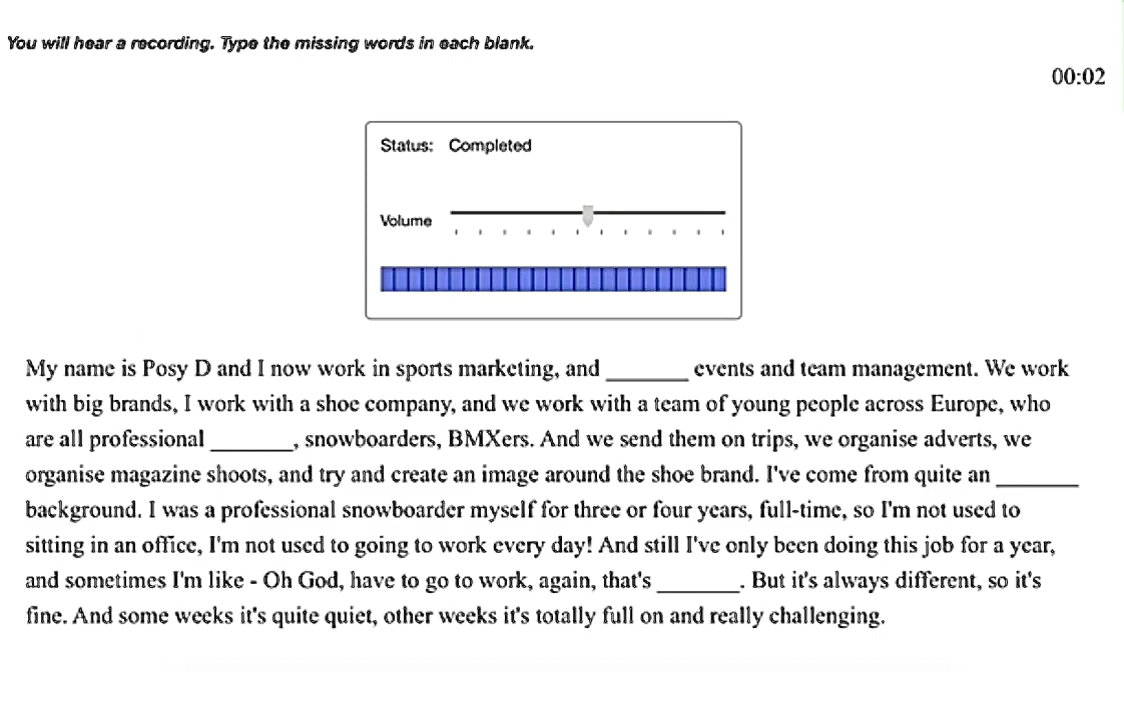 You will hear a recording. Type the missing words in each blank.
00:02
Status: Completed
Volume
My name is Posy D and I now work in sports marketing, and _______ events and team management. We work
with big brands, I work with a shoe company, and we work with a team of young people across Europe, who
are all professional _______, snowboarders, BMXers. And we send them on trips, we organise adverts, we
organise magazine shoots, and try and create an image around the shoe brand. I've come from quite an _______
background. I was a professional snowboarder myself for three or four years, full-time, so I'm not used to
sitting in an office, I'm not used to going to work every day! And still I've only been doing this job for a year,
and sometimes I'm like - Oh God, have to go to work, again, that's _______. But it's always different, so it's
fine. And some weeks it's quite quiet, other weeks it's totally full on and really challenging.